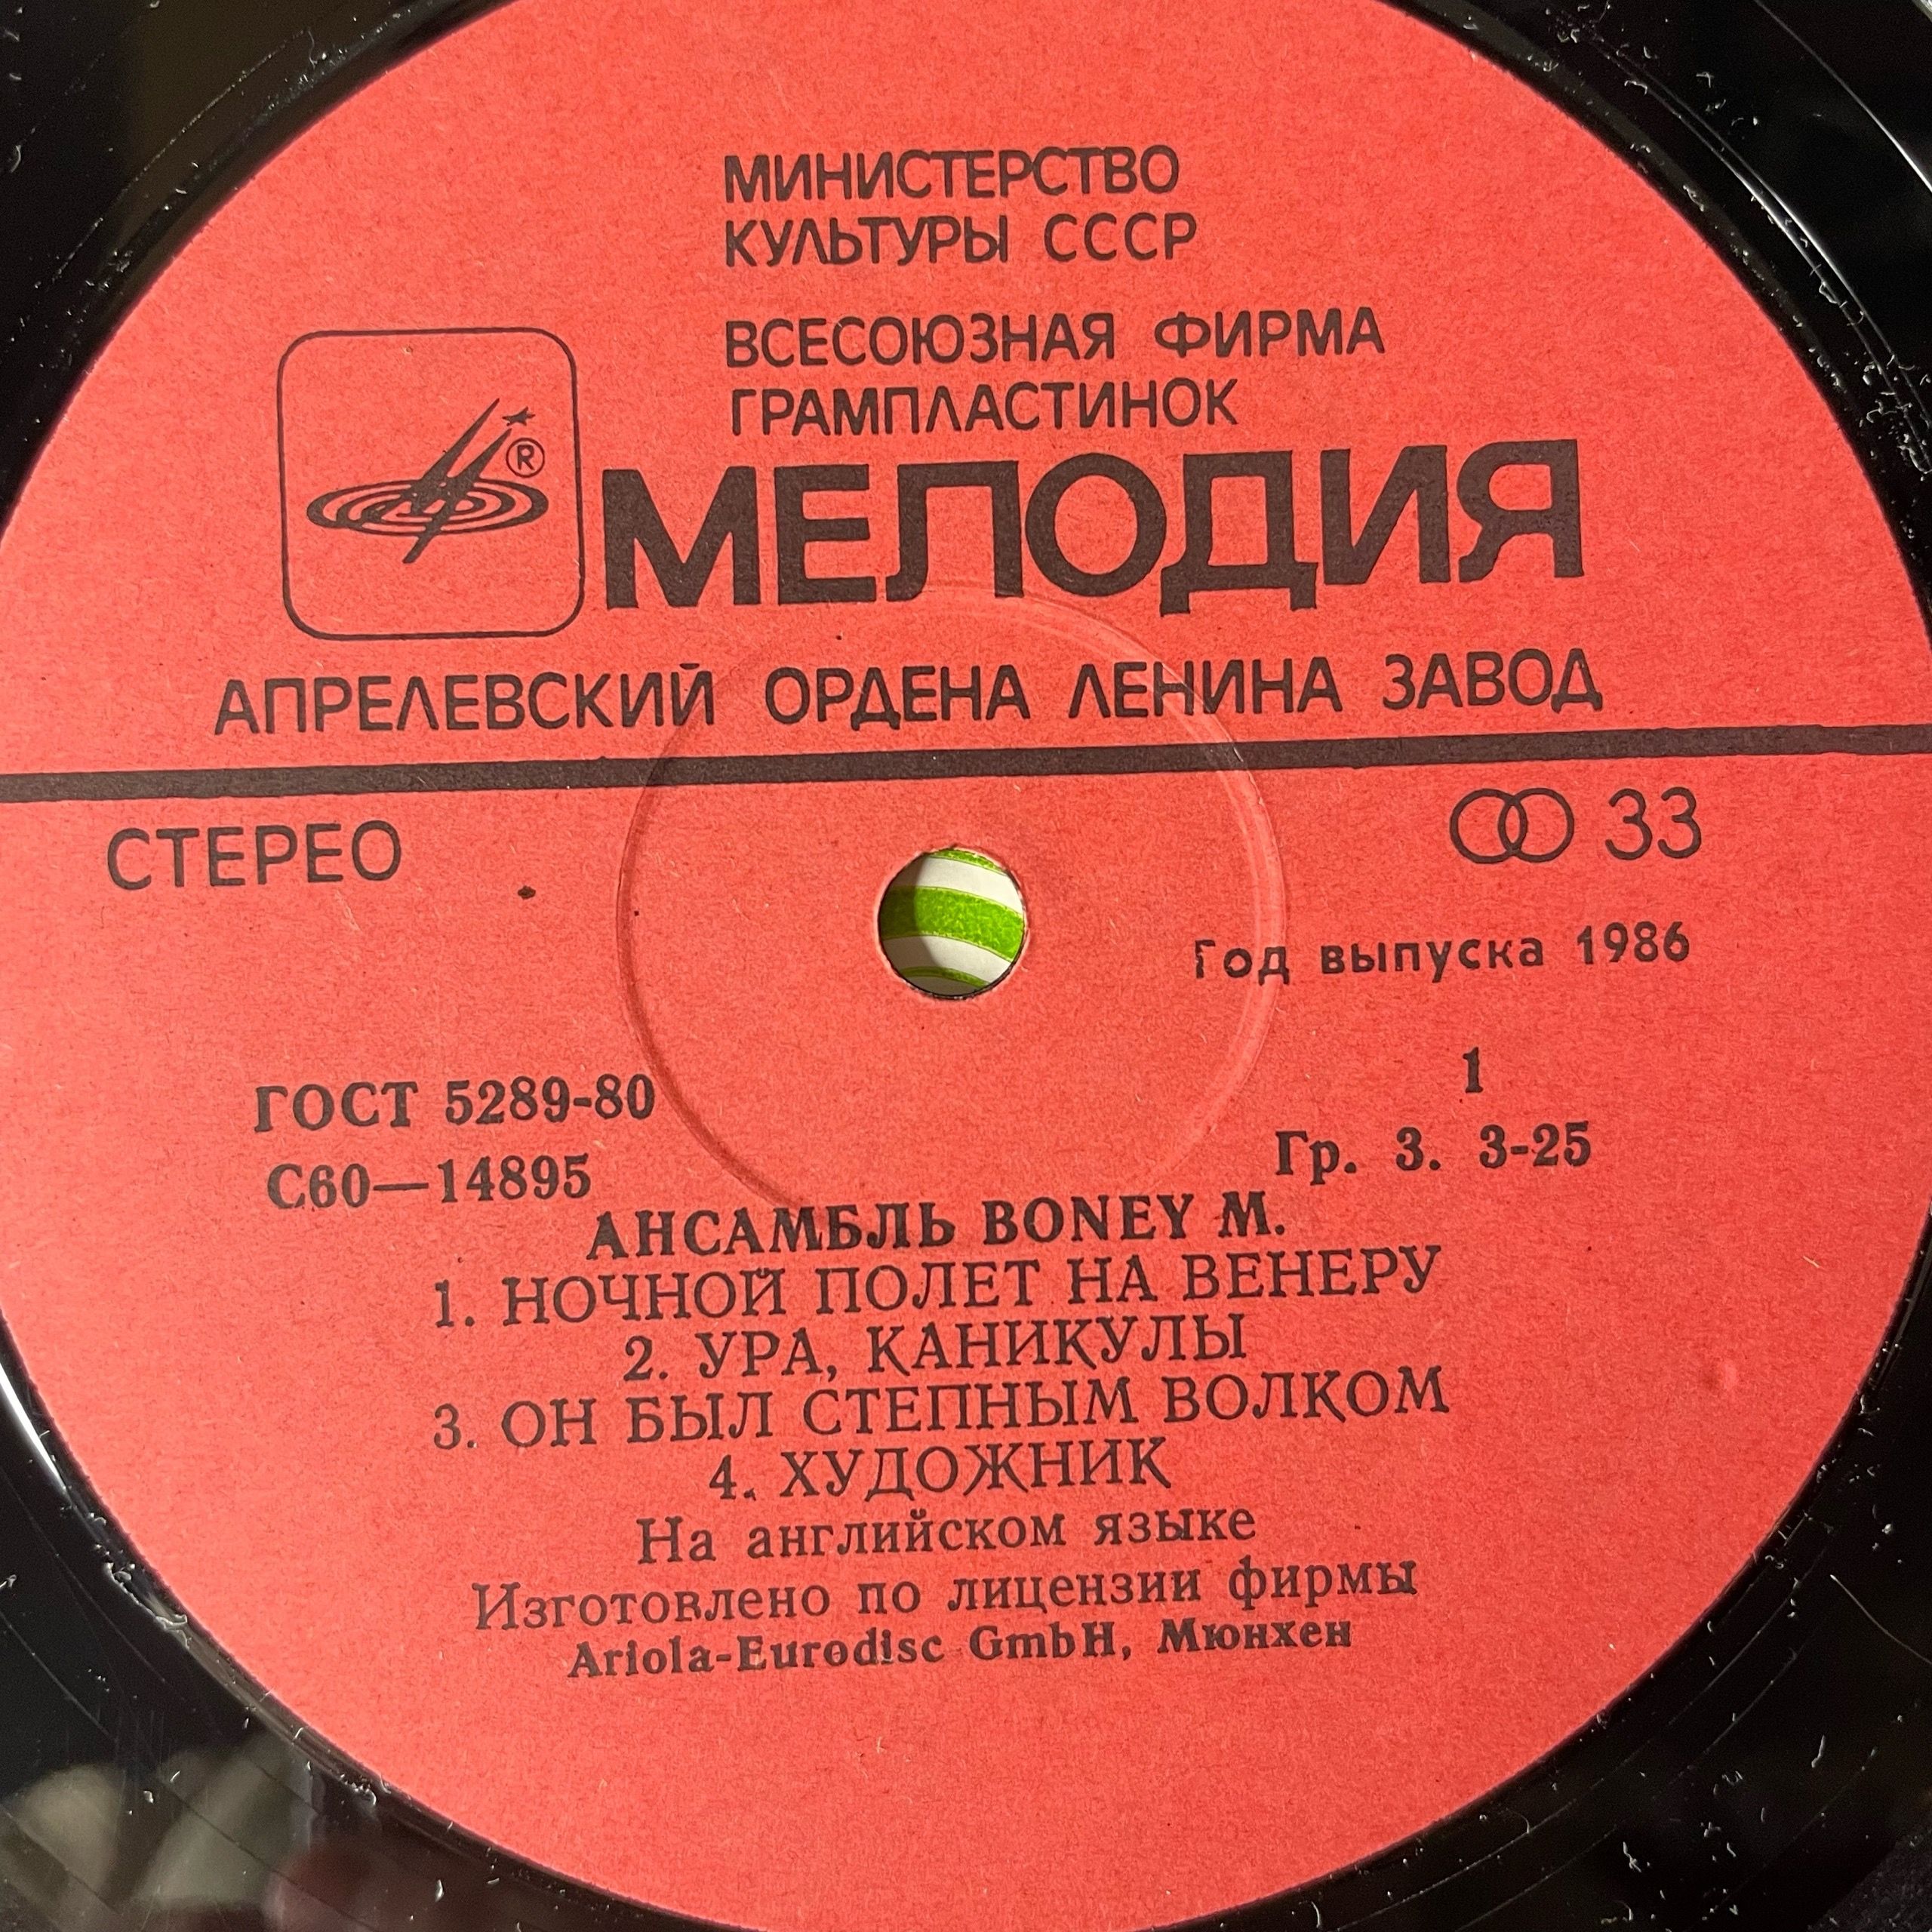 МИНИСТЕРСТВО
КУЛЬТУРЫ СССР
ВСЕСОЮЗНАЯ ФИРМА
ГРАМПЛАСТИНОК
®
МЕЛОДИЯ
АПРЕЛЕВСКИЙ ОРДЕНА ЛЕНИНА ЗАВОД
СТЕРЕО
33
Год выпуска 1986
ГОСТ 5289-80
1
С60—14895
Гр. 3. 3-25
АНСАМБЛЬ BONEY M.
1. НОЧНОЙ ПОЛЕТ НА ВЕНЕРУ
2. УРА, КАНИКУЛЫ
3. ОН БЫЛ СТЕПНЫМ ВОЛКОМ
4. ХУДОЖНИК
На английском языке
Изготовлено по лицензии фирмы
Ariola-Eurodisc GmbH, Мюнхен